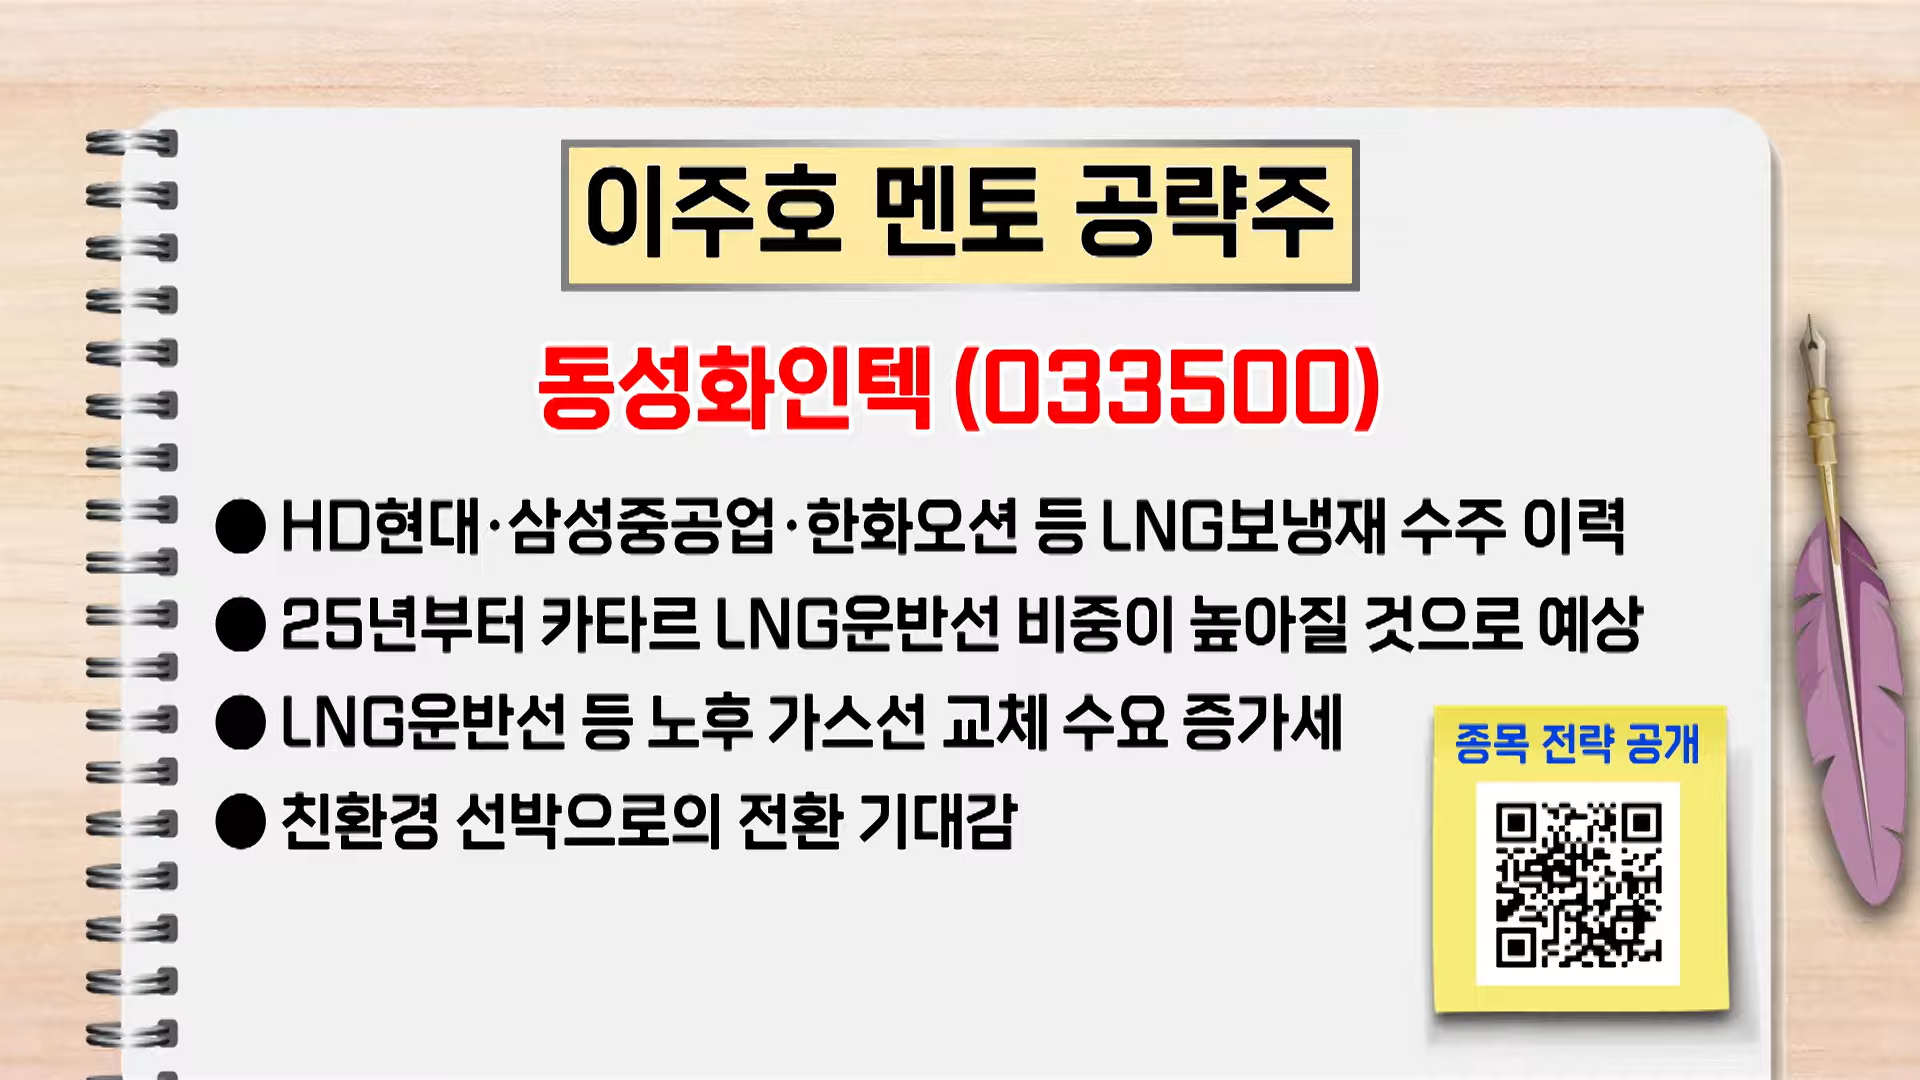 이주호 멘토 공략주
동성화인텍 (033500)
● HD현대·삼성중공업·한화오션 등 LNG보냉재 수주 이력
● 25년부터 카타르 LNG운반선 비중이 높아질 것으로 예상
● LNG운반선 등 노후 가스선 교체 수요 증가세
● 친환경 선박으로의 전환 기대감
종목 전략 공개